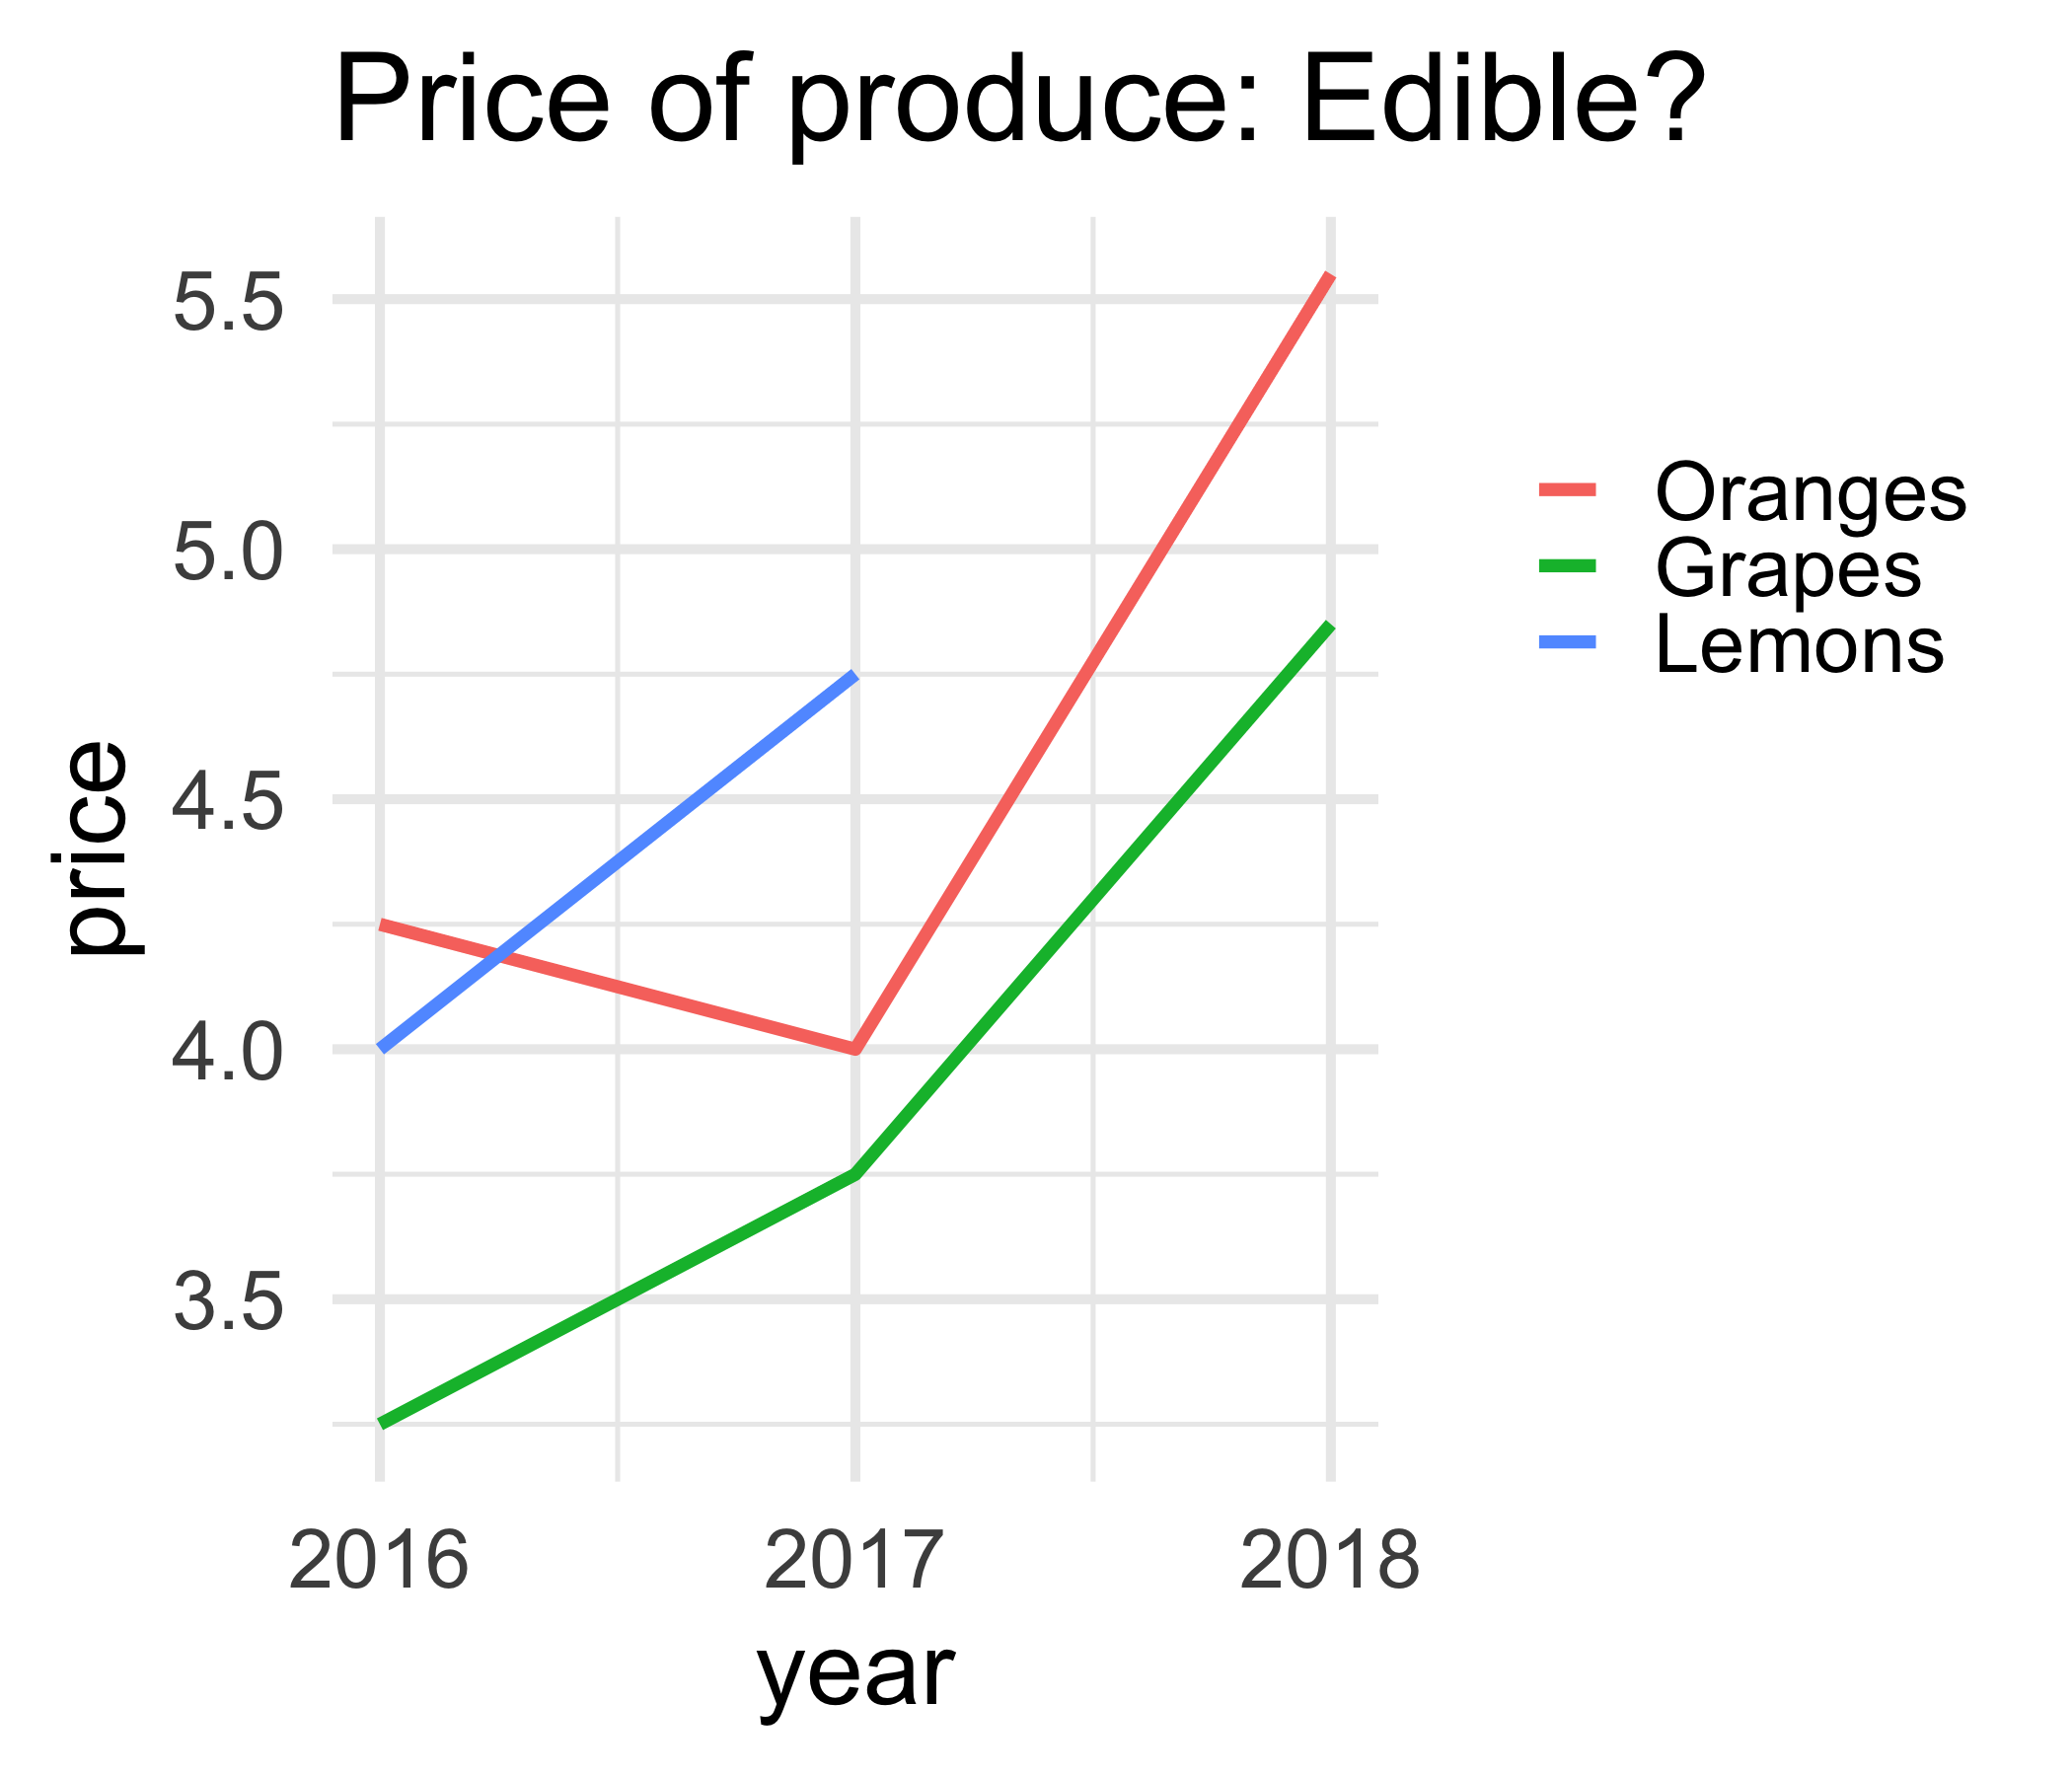 Price of produce: Edible?
5.5
5.0
4.5
4.0
3.5
price
2016 2017 2018
year
Oranges
Grapes
Lemons